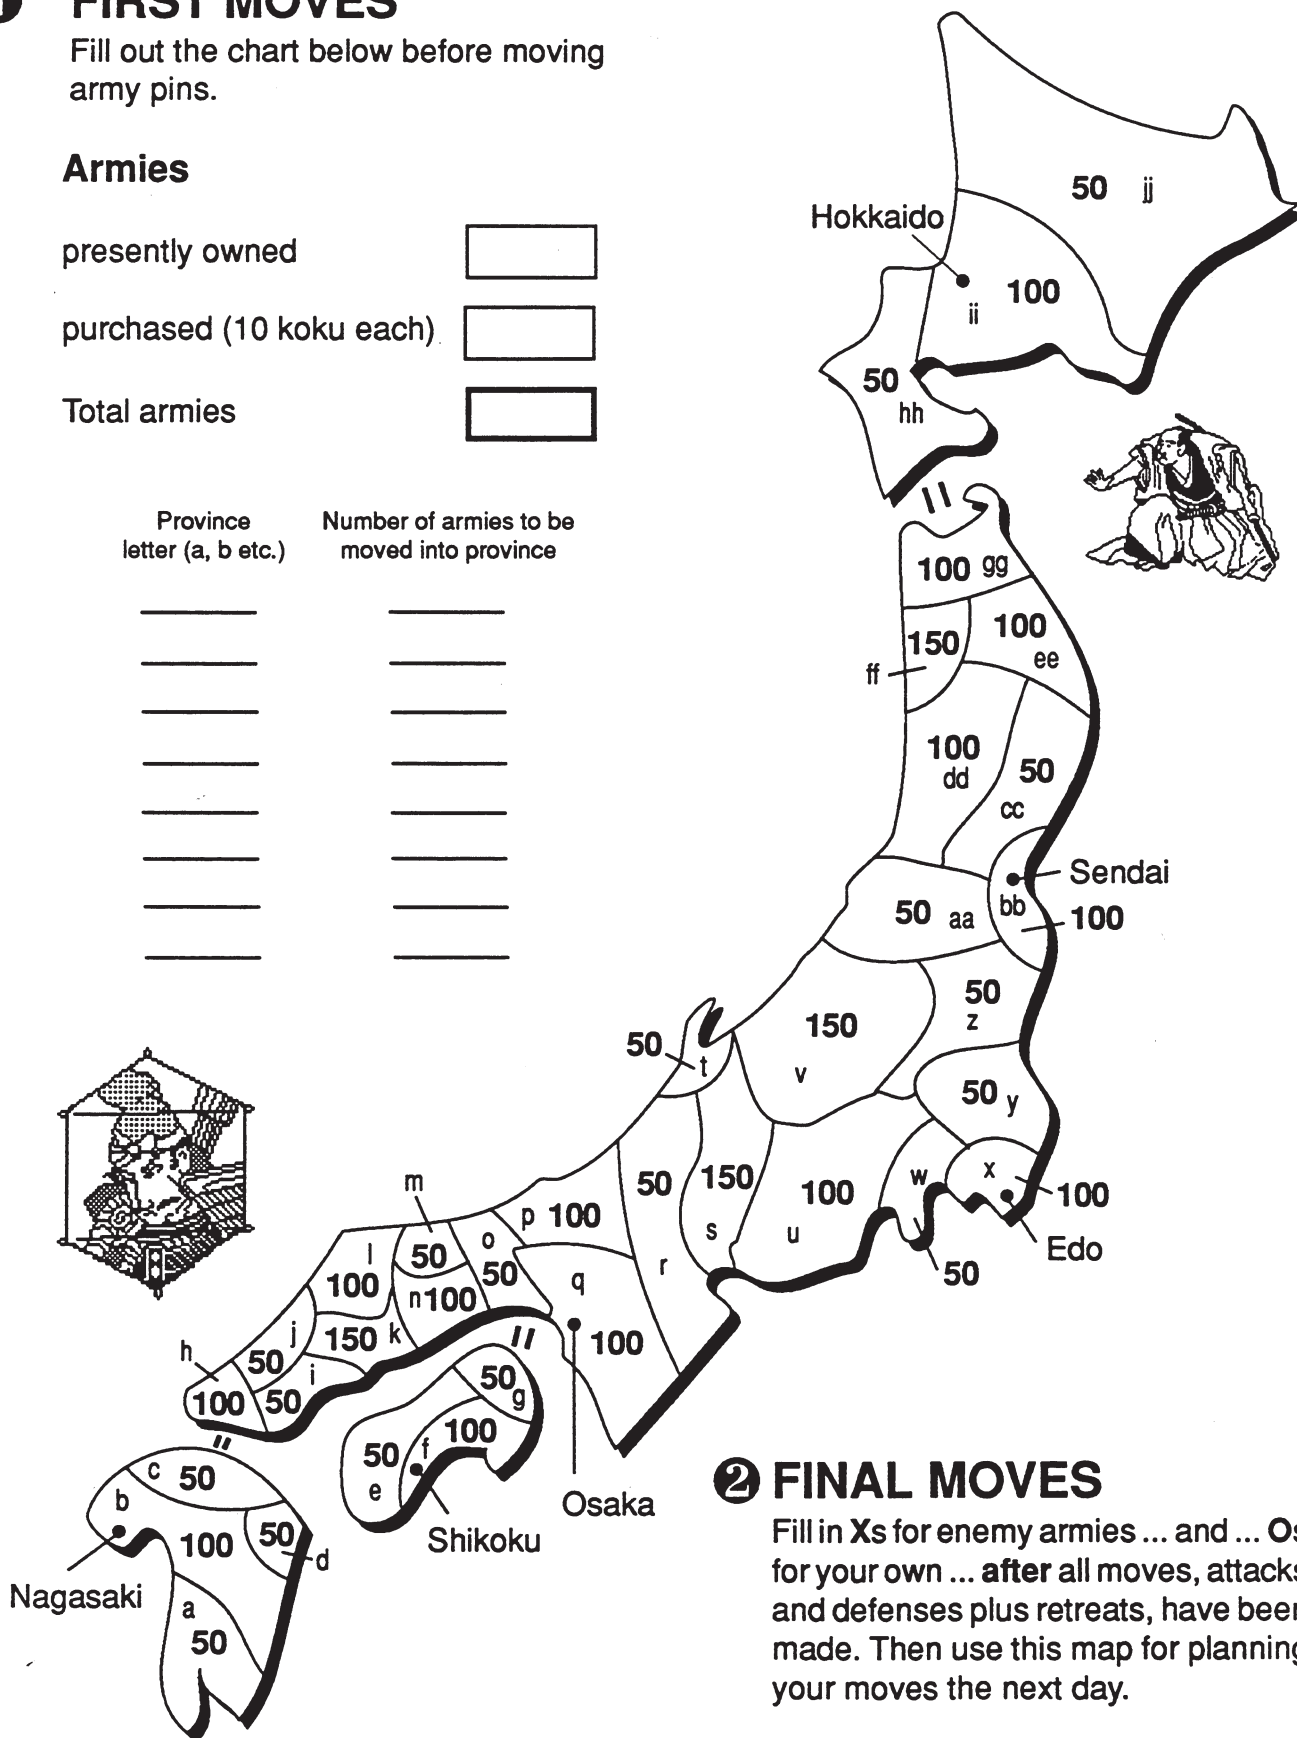 FIRST MOVES
Fill out the chart below before moving
army pins.
Armies
presently owned
purchased (10 koku each)
Total armies
Province
letter (a, b etc.)
Number of armies to be
moved into province
50 jj
Hokkaido
100
ii
50
hh
100 gg
150
ff
100
ee
100
dd
50
cc
Sendai
bb
100
50 aa
50
z
150
v
50
t
50 y
x
100
Edo
w
50
100
u
150
s
50
r
p 100
q
100
Osaka
m
50
o
50
n 100
l
100
150 k
j
50
i
50
h
100
50
g
100
f
50
e
Shikoku
c 50
b
100
50
d
Nagasaki
a
50
2 FINAL MOVES
Fill in Xs for enemy armies ... and ... Os
for your own ... after all moves, attacks
and defenses plus retreats, have been
made. Then use this map for planning
your moves the next day.